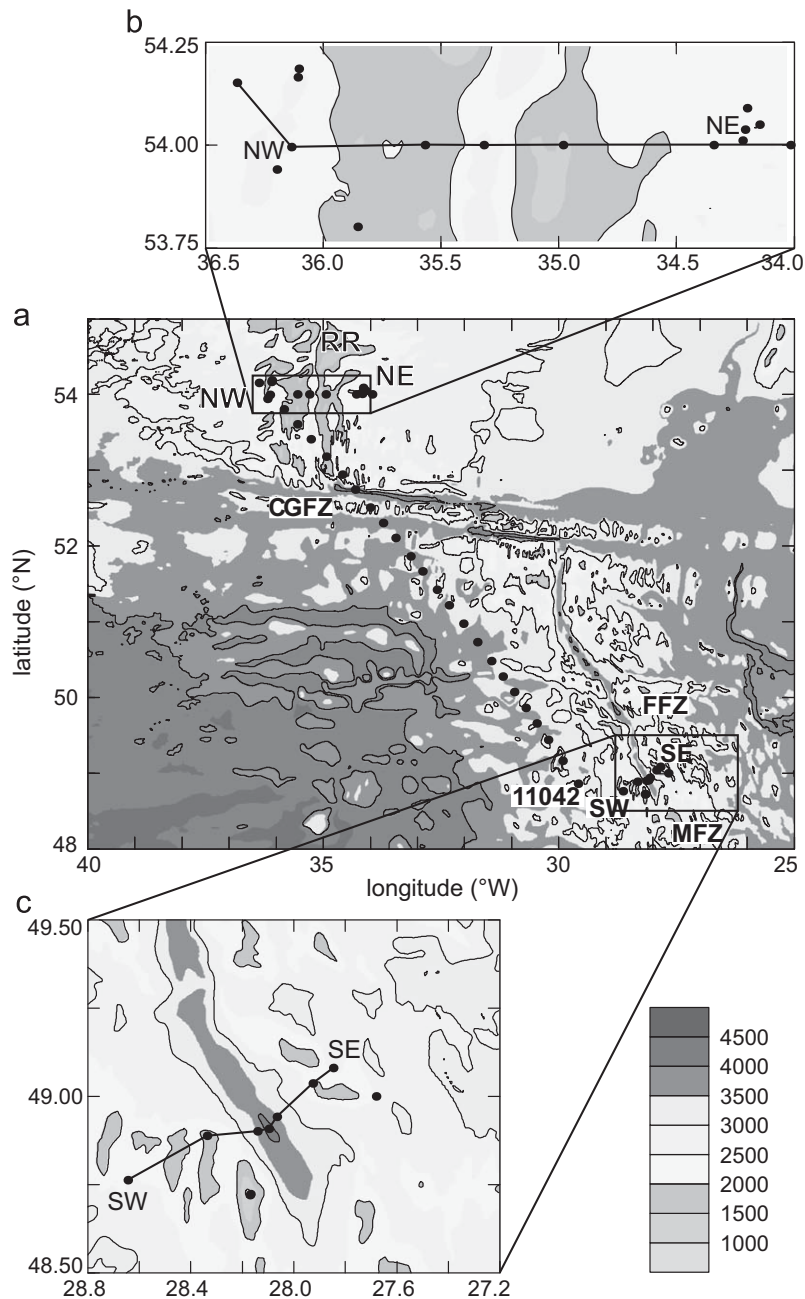 b
54.25
54.00
53.75
NW
NE
36.5 36.0 35.5 35.0 34.5 34.0
a
RR
NW
NE
54
CGFZ
52
latitude (°N)
50
FFZ
SE
11042
SW
48
MFZ
40 35 30 25
longitude (°W)
c
49.50
SE
49.00
SW
48.50
28.8 28.4 28.0 27.6 27.2
4500
4000
3500
3000
2500
2000
1500
1000